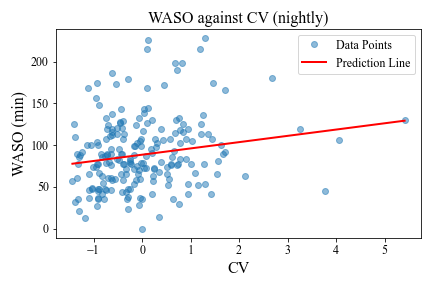 WASO against CV (nightly)
Data Points
Prediction Line
WASO (min)
200
150
100
50
0
−1
0
1
2
3
4
5
CV